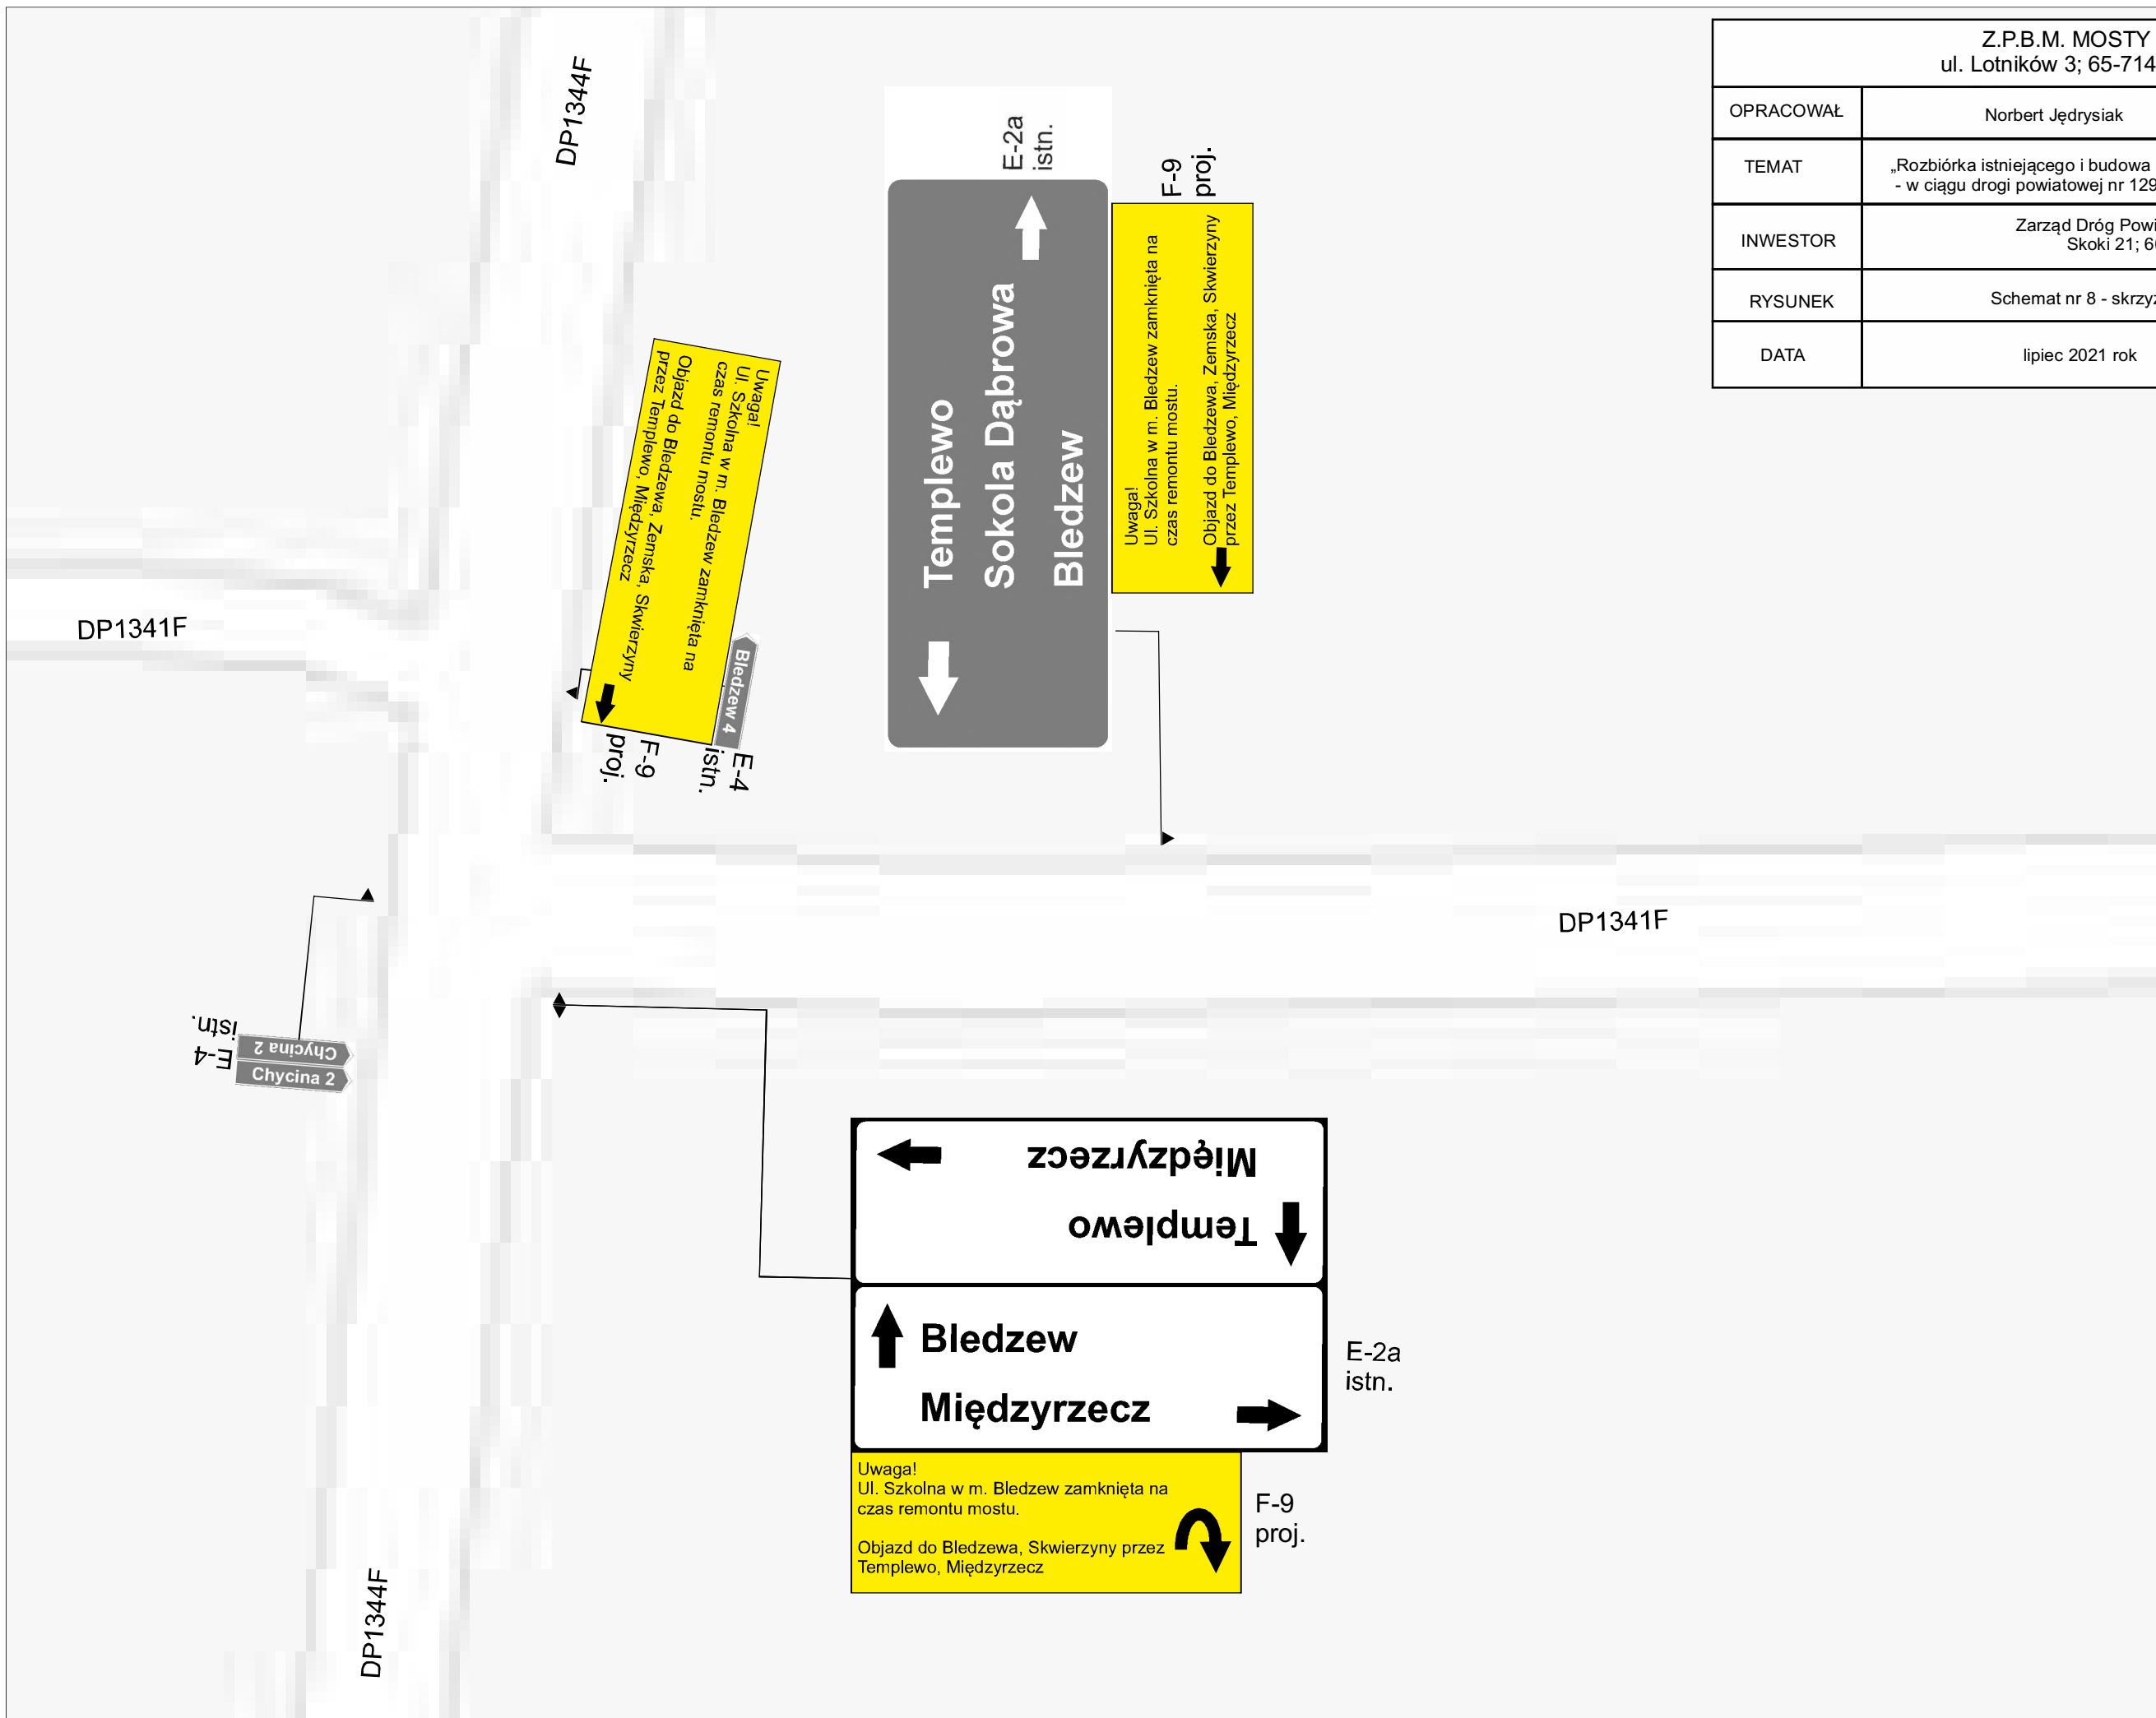 Z.P.B.M. MOSTY
ul. Lotników 3; 65-714
OPRACOWAŁ
Norbert Jędrysiak
TEMAT
„Rozbiórka istniejącego i budowa
- w ciągu drogi powiatowej nr 129
INWESTOR
Zarząd Dróg Powi
Skoki 21; 6
RYSUNEK
Schemat nr 8 - skrzyż
DATA
lipiec 2021 rok
DP1344F
E-2a
istn.
F-9
proj.
Templewo
Sokola Dąbrowa
Bledzew
Uwaga!
Ul. Szkolna w m. Bledzew zamknięta na
czas remontu mostu.
Objazd do Bledzewa, Zemska, Skwierzyny
przez Templewo, Międzyrzecz
Uwaga!
Ul. Szkolna w m. Bledzew zamknięta na
czas remontu mostu.
Objazd do Bledzewa, Zemska, Skwierzyny
przez Templewo, Międzyrzecz
Bledzew 4
E-4
istn.
F-9
proj.
DP1341F
DP1341F
E-4
istn.
Chycina 2
Chycina 2
Międzyrzecz
Templewo
Bledzew
Międzyrzecz
E-2a
istn.
Uwaga!
Ul. Szkolna w m. Bledzew zamknięta na
czas remontu mostu.
Objazd do Bledzewa, Skwierzyny przez
Templewo, Międzyrzecz
F-9
proj.
DP1344F